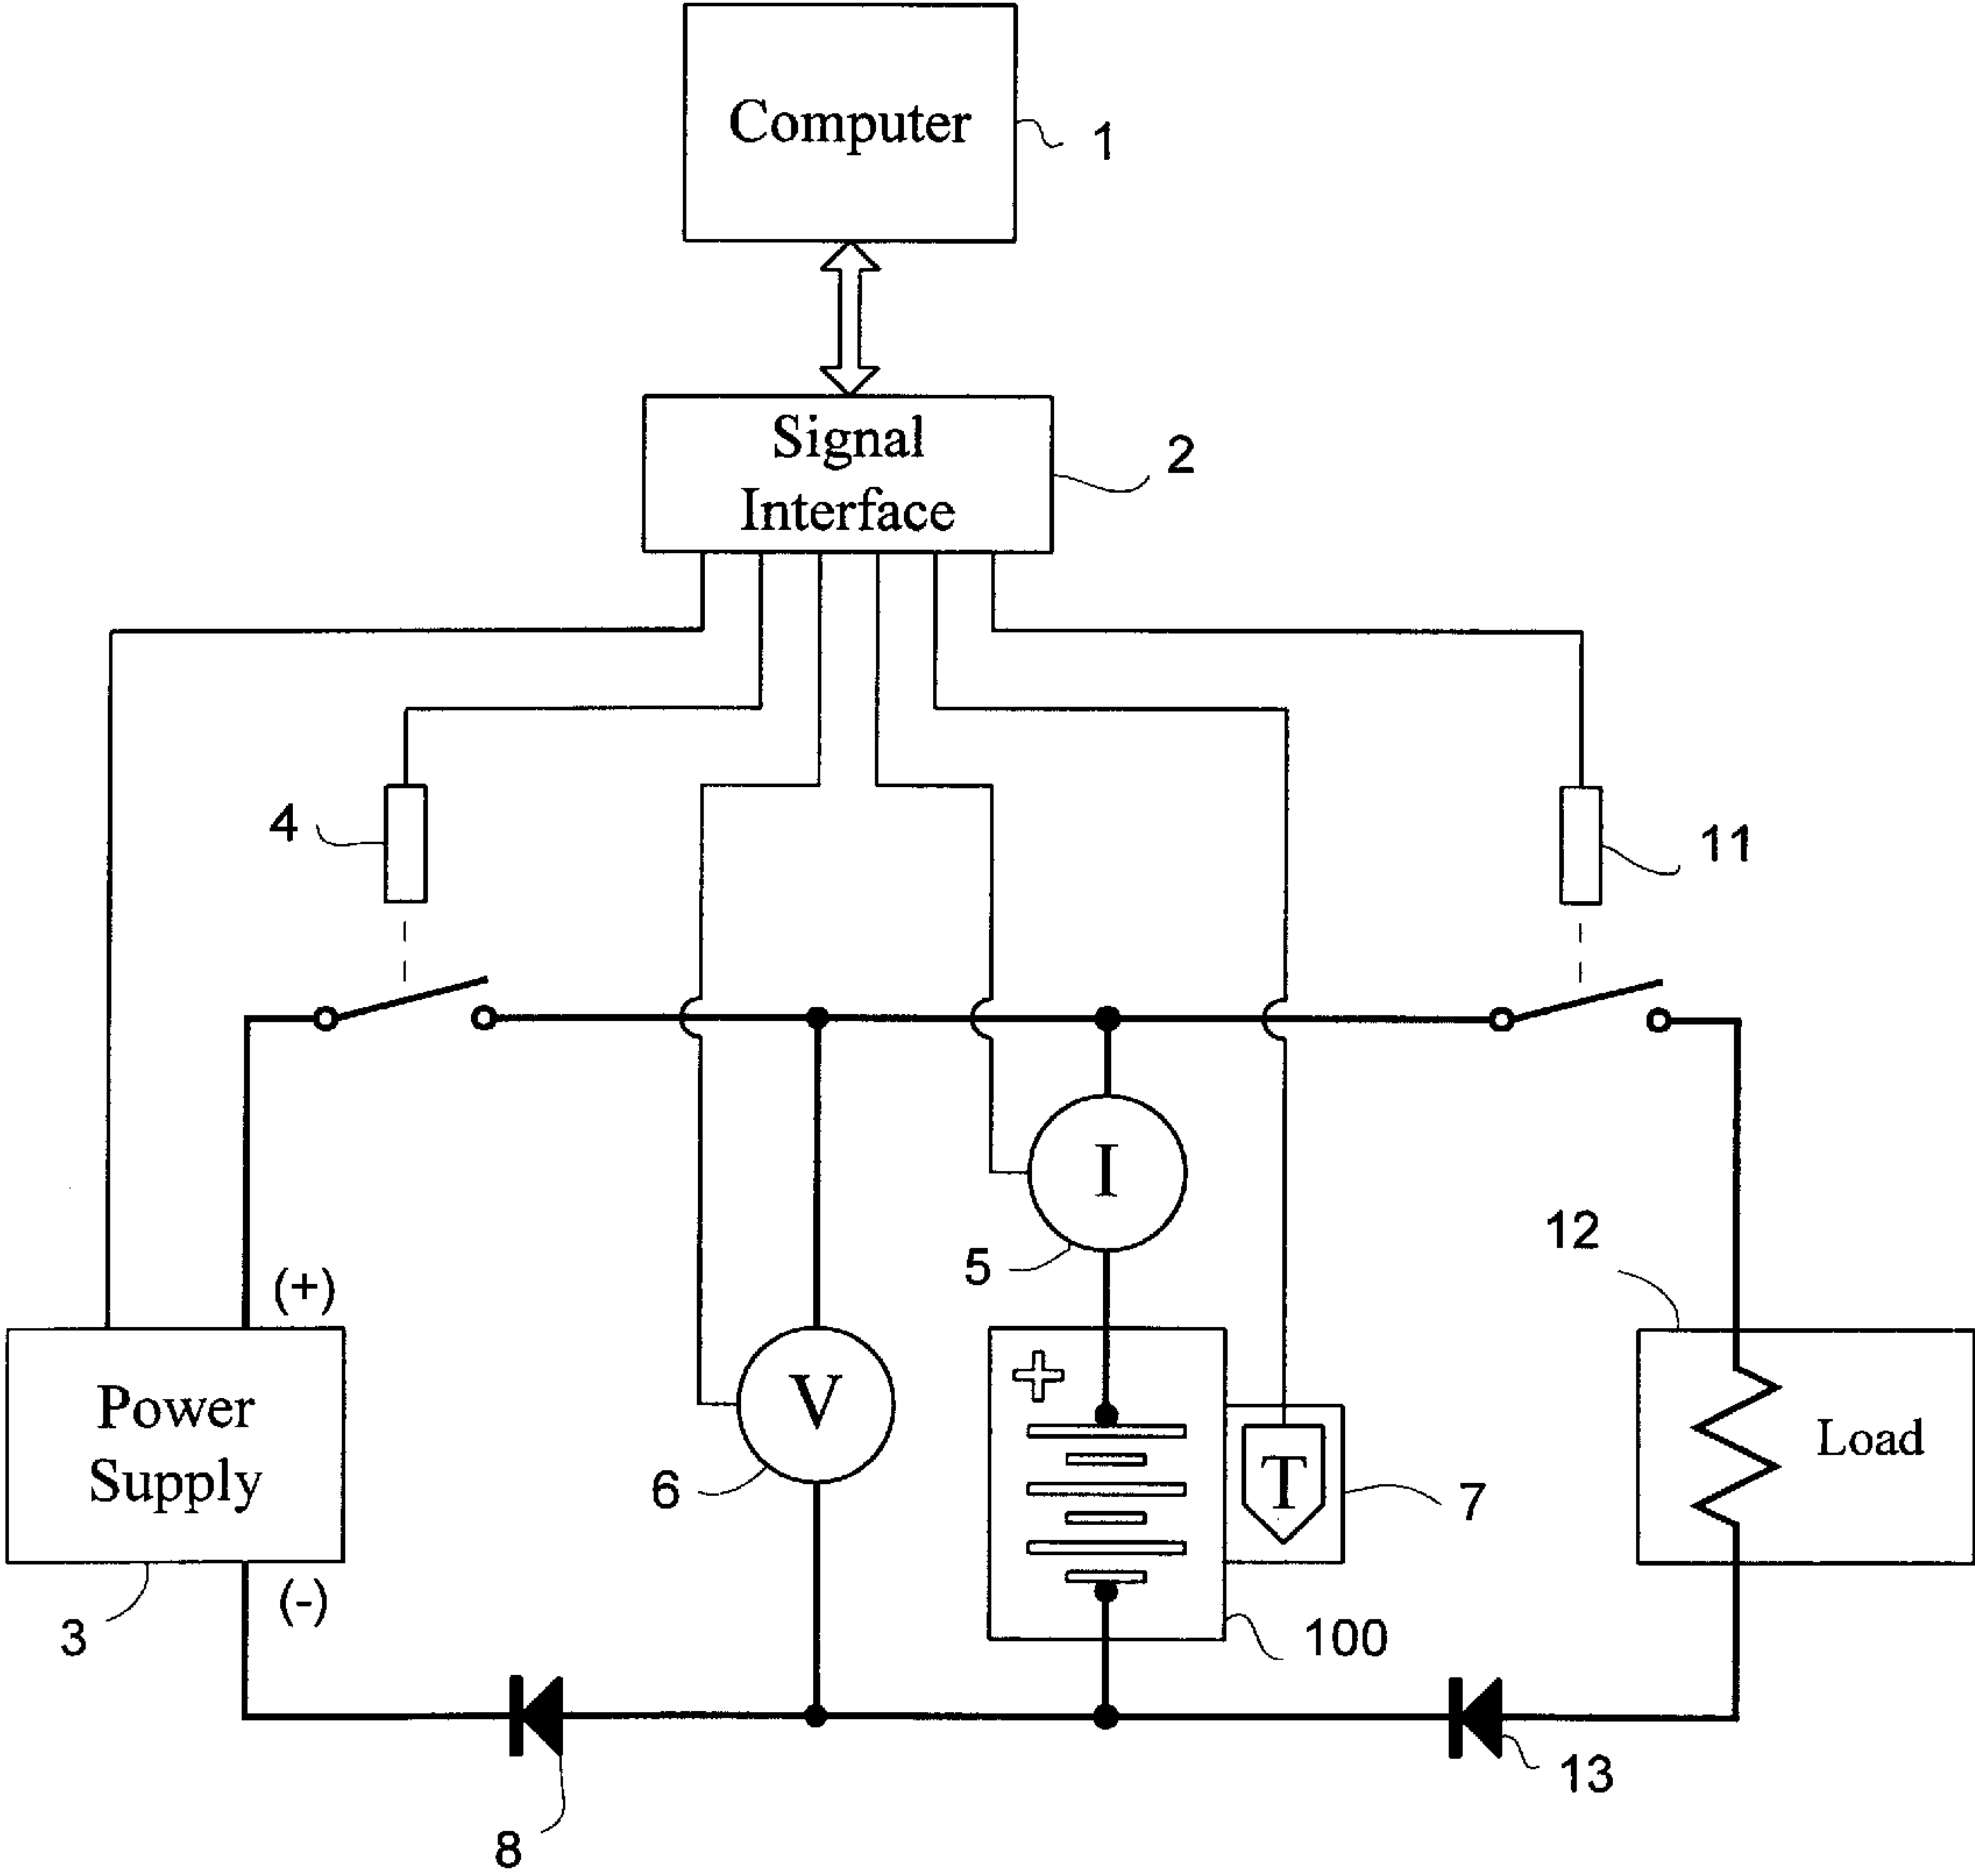 Computer
1
Signal
Interface
2
4
11
I
5
12
(+)
Power
Supply
V
6
+
T
7
Load
(-)
3
100
13
8